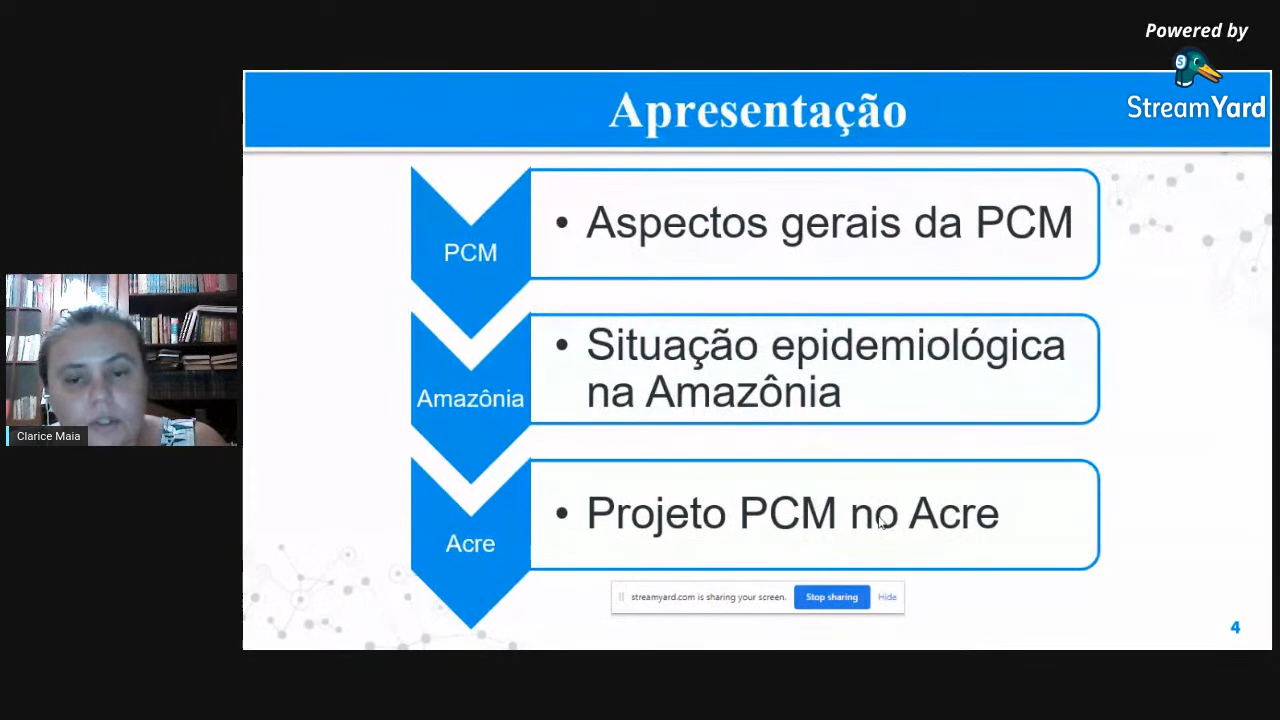 Powered by
StreamYard
Apresentação
PCM
• Aspectos gerais da PCM
Amazônia
• Situação epidemiológica
na Amazônia
Acre
• Projeto PCM no Acre
Clarice Maia
streamyard.com is sharing your screen.
Stop sharing
Hide
4